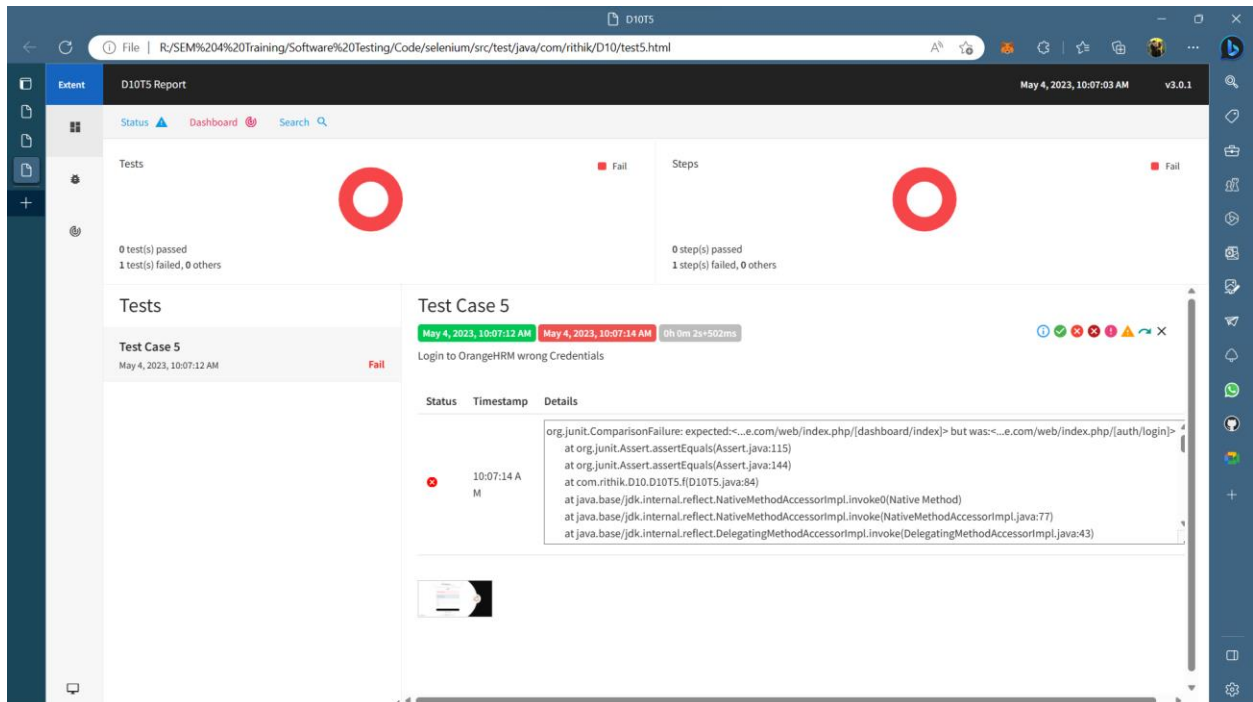 D10T5
File | R:/SEM%204%20Training/Software%20Testing/Code/selenium/src/test/java/com/rithik/D10/test5.html
Extent
D10T5 Report
May 4, 2023, 10:07:03 AM
v3.0.1
Status
Dashboard
Search
Tests
Fail
0 test(s) passed
1 test(s) failed, 0 others
Steps
Fail
0 step(s) passed
1 step(s) failed, 0 others
Tests
Test Case 5
May 4, 2023, 10:07:12 AM
Fail
Test Case 5
May 4, 2023, 10:07:12 AM May 4, 2023, 10:07:14 AM 0h 0m 2s+502ms
Login to OrangeHRM wrong Credentials
Status Timestamp Details
10:07:14 A
M
org.junit.ComparisonFailure: expected:<...e.com/web/index.php/[dashboard/index]> but was:<...e.com/web/index.php/[auth/login]>
at org.junit.Assert.assertEquals(Assert.java:115)
at org.junit.Assert.assertEquals(Assert.java:144)
at com.rithik.D10.D10T5.f(D10T5.java:84)
at java.base/jdk.internal.reflect.NativeMethodAccessorImpl.invoke0(Native Method)
at java.base/jdk.internal.reflect.NativeMethodAccessorImpl.invoke(NativeMethodAccessorImpl.java:77)
at java.base/jdk.internal.reflect.DelegatingMethodAccessorImpl.invoke(DelegatingMethodAccessorImpl.java:43)